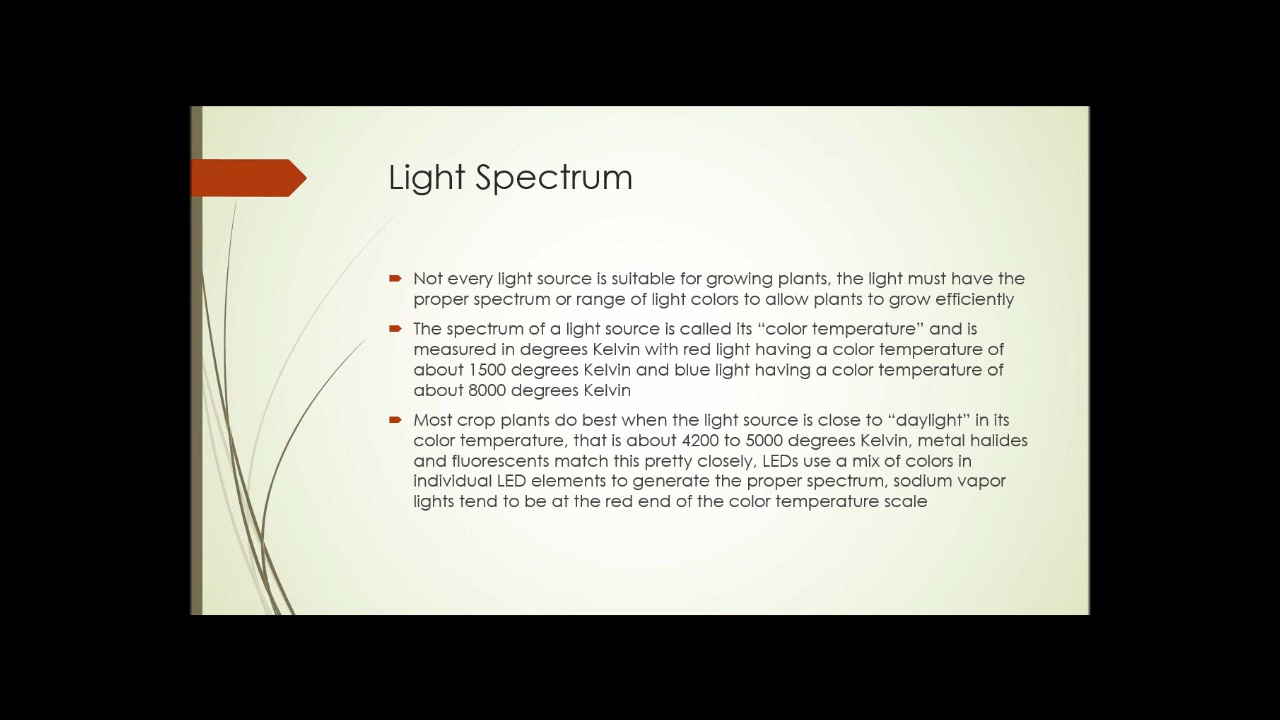 Light Spectrum
Not every light source is suitable for growing plants, the light must have the
proper spectrum or range of light colors to allow plants to grow efficiently
The spectrum of a light source is called its “color temperature” and is
measured in degrees Kelvin with red light having a color temperature of
about 1500 degrees Kelvin and blue light having a color temperature of
about 8000 degrees Kelvin
Most crop plants do best when the light source is close to “daylight” in its
color temperature, that is about 4200 to 5000 degrees Kelvin, metal halides
and fluorescents match this pretty closely, LEDs use a mix of colors in
individual LED elements to generate the proper spectrum, sodium vapor
lights tend to be at the red end of the color temperature scale